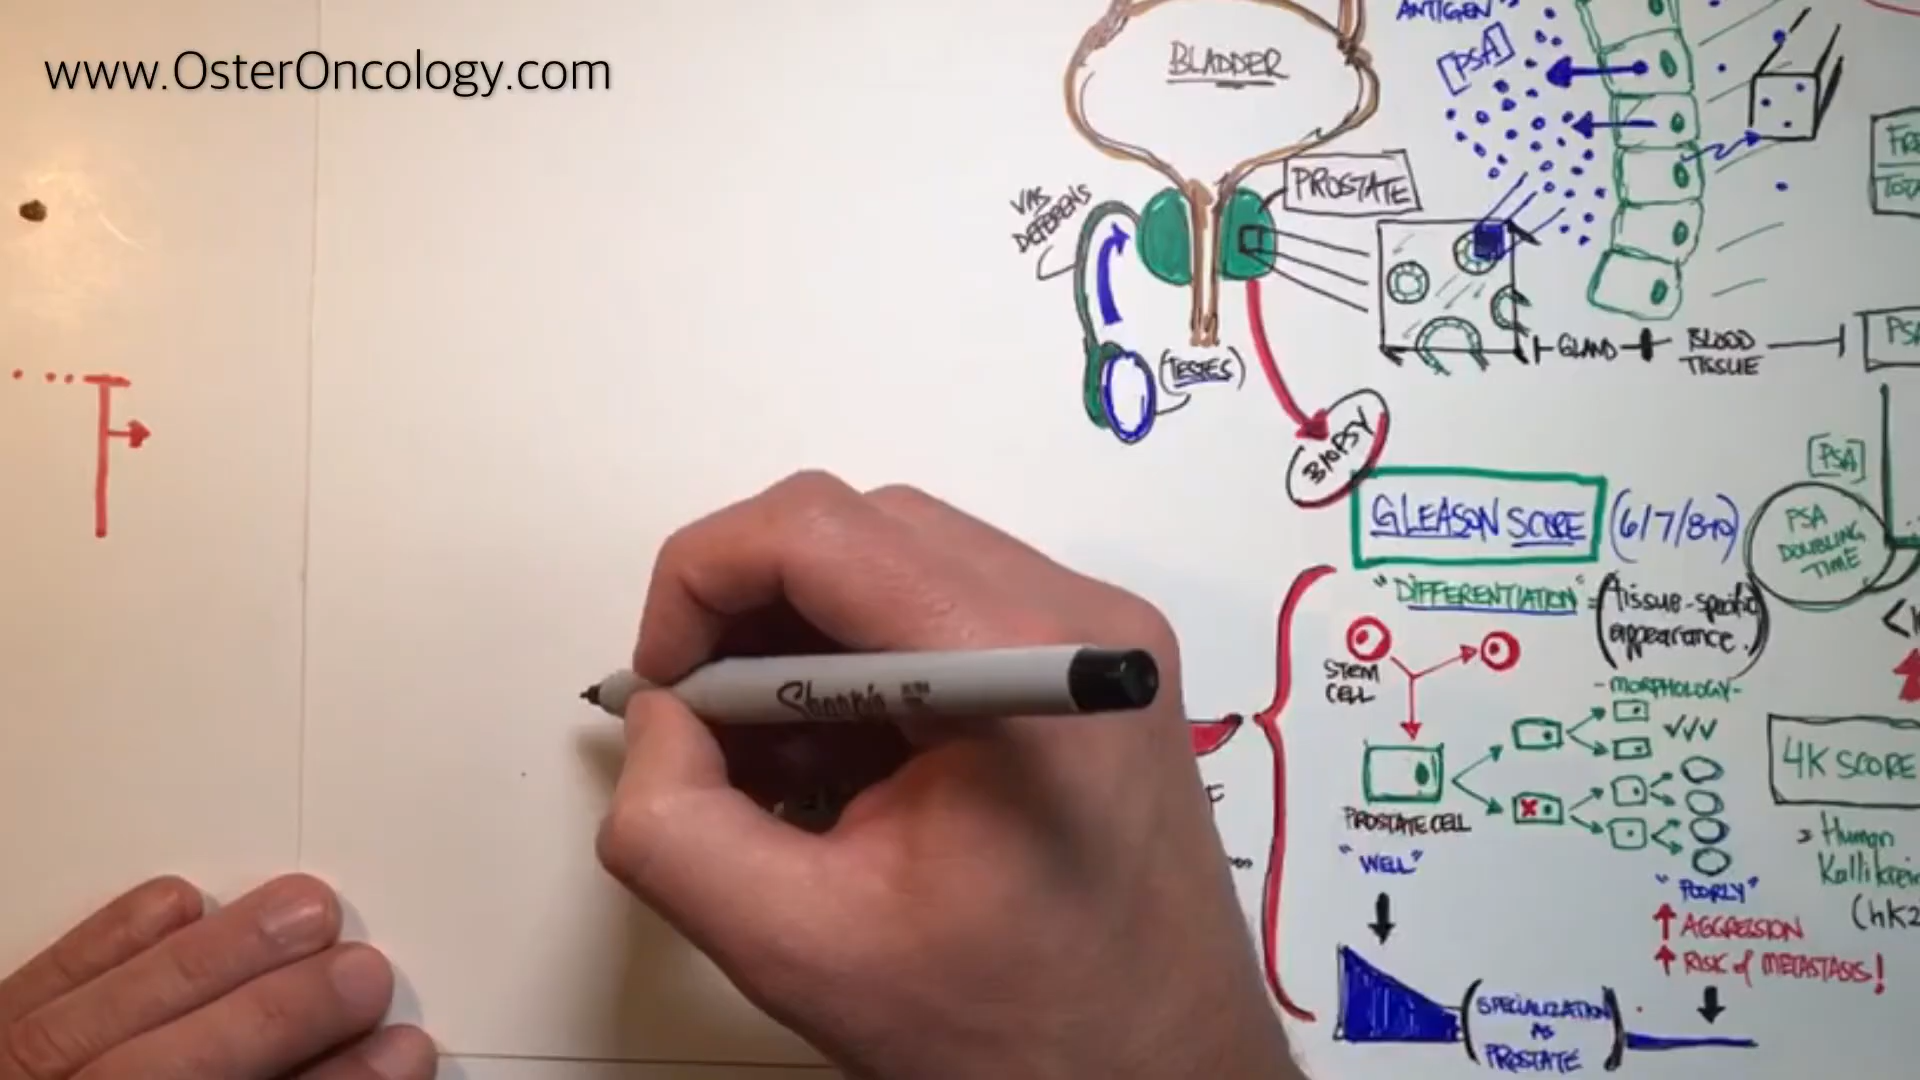 www.OsterOncology.com
ANTIGEN
[PSA]
BLADDER
PROSTATE
VAS
DEFERENS
(TESTES)
GLAND
BLOOD
TISSUE
BIOPSY
[PSA]
PSA
DOUBLING
TIME
GLEASON SCORE
(6/7/8-10)
"DIFFERENTIATION" = (tissue-specific
appearance.)
STEM
CELL
-MORPHOLOGY-
PROSTATE CELL
"WELL"
"POORLY"
↑ AGGRESSION
↑ RISK of METASTASIS!
(SPECIALIZATION
AS
PROSTATE)
4K SCORE
= Human
Kallikrein
(hK2
Sharpie